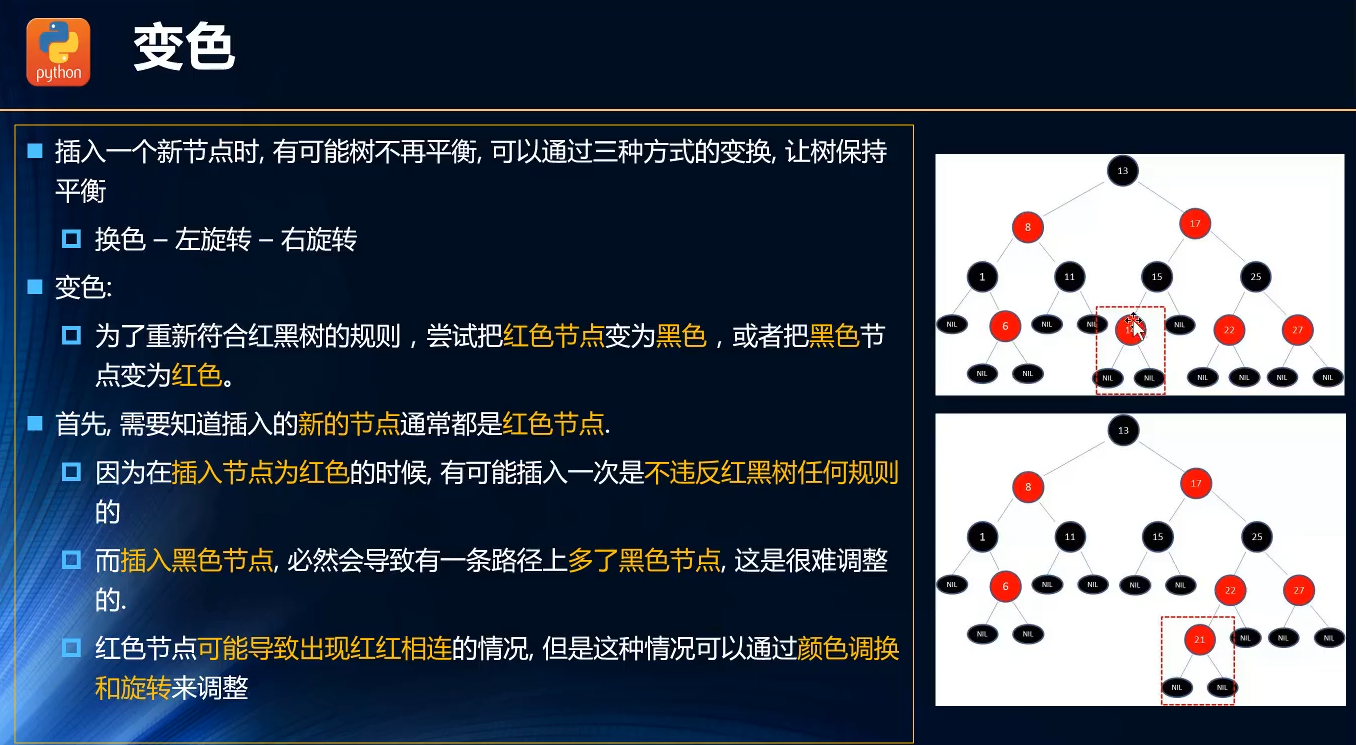 python
变色
插入一个新节点时, 有可能树不再平衡, 可以通过三种方式的变换, 让树保持
平衡
换色 – 左旋转 – 右旋转
变色:
为了重新符合红黑树的规则，尝试把红色节点变为黑色，或者把黑色节
点变为红色。
首先, 需要知道插入的新的节点通常都是红色节点.
因为在插入节点为红色的时候, 有可能插入一次是不违反红黑树任何规则
的
而插入黑色节点, 必然会导致有一条路径上多了黑色节点, 这是很难调整
的.
红色节点可能导致出现红红相连的情况, 但是这种情况可以通过颜色调换
和旋转来调整
13
8 17
1 11 15 25
NIL 6 NIL NIL NIL 22 27
NIL NIL NIL NIL NIL NIL NIL NIL
13
8 17
1 11 15 25
NIL 6 NIL NIL NIL NIL 22 27
NIL NIL 21 NIL NIL NIL
NIL NIL